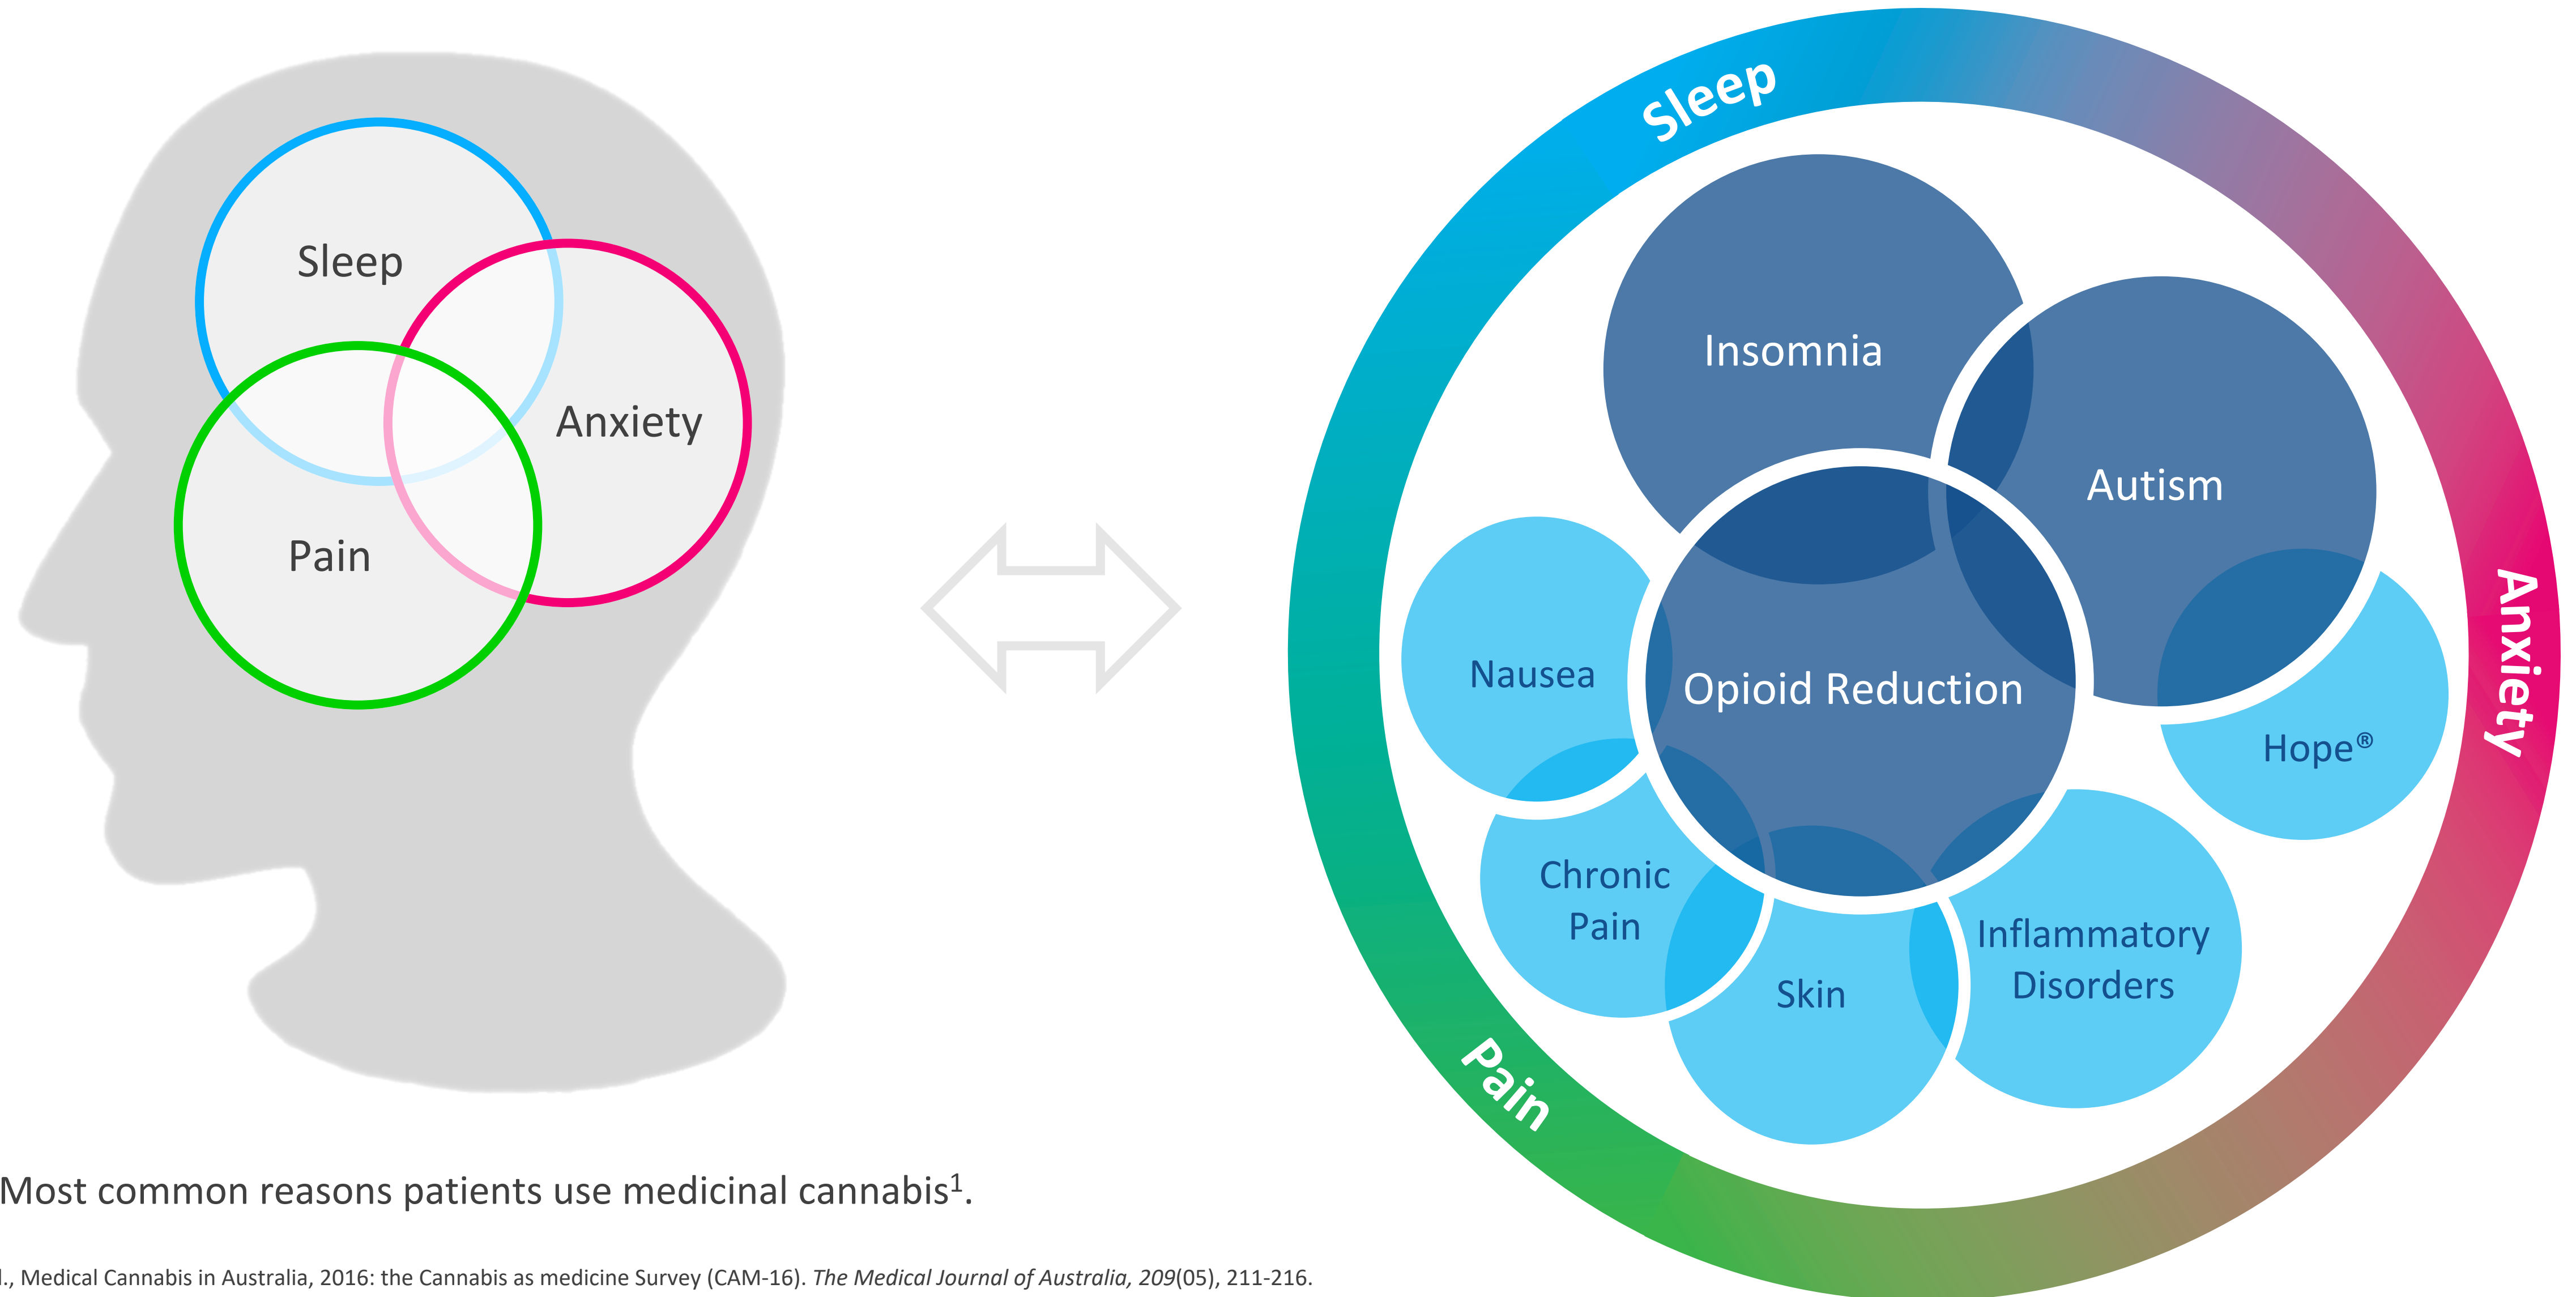 Sleep
Anxiety
Pain
Most common reasons patients use medicinal cannabis¹.
Sleep
Anxiety
Pain
Insomnia
Autism
Nausea
Opioid Reduction
Hope®
Chronic
Pain
Skin
Inflammatory
Disorders
., Medical Cannabis in Australia, 2016: the Cannabis as medicine Survey (CAM-16). The Medical Journal of Australia, 209(05), 211-216.